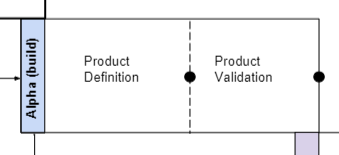 Alpha (build)
Product
Definition
Product
Validation